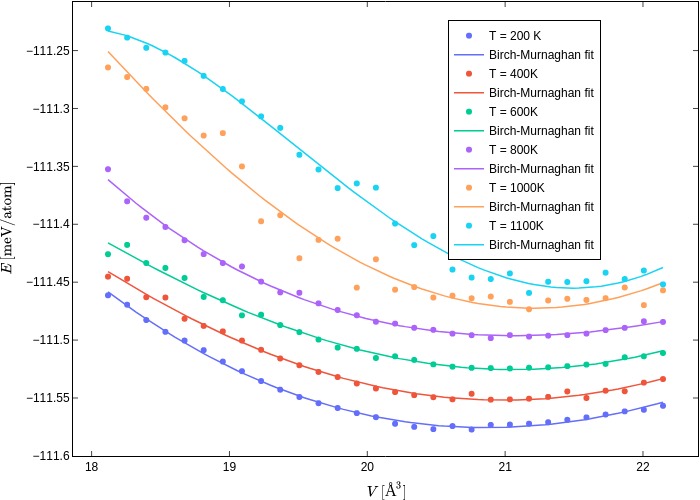 −111.25
−111.3
−111.35
−111.4
−111.45
−111.5
−111.55
−111.6
E [meV/atom]
T = 200 K
Birch-Murnaghan fit
T = 400K
Birch-Murnaghan fit
T = 600K
Birch-Murnaghan fit
T = 800K
Birch-Murnaghan fit
T = 1000K
Birch-Murnaghan fit
T = 1100K
Birch-Murnaghan fit
18 19 20 21 22
V [Å³]